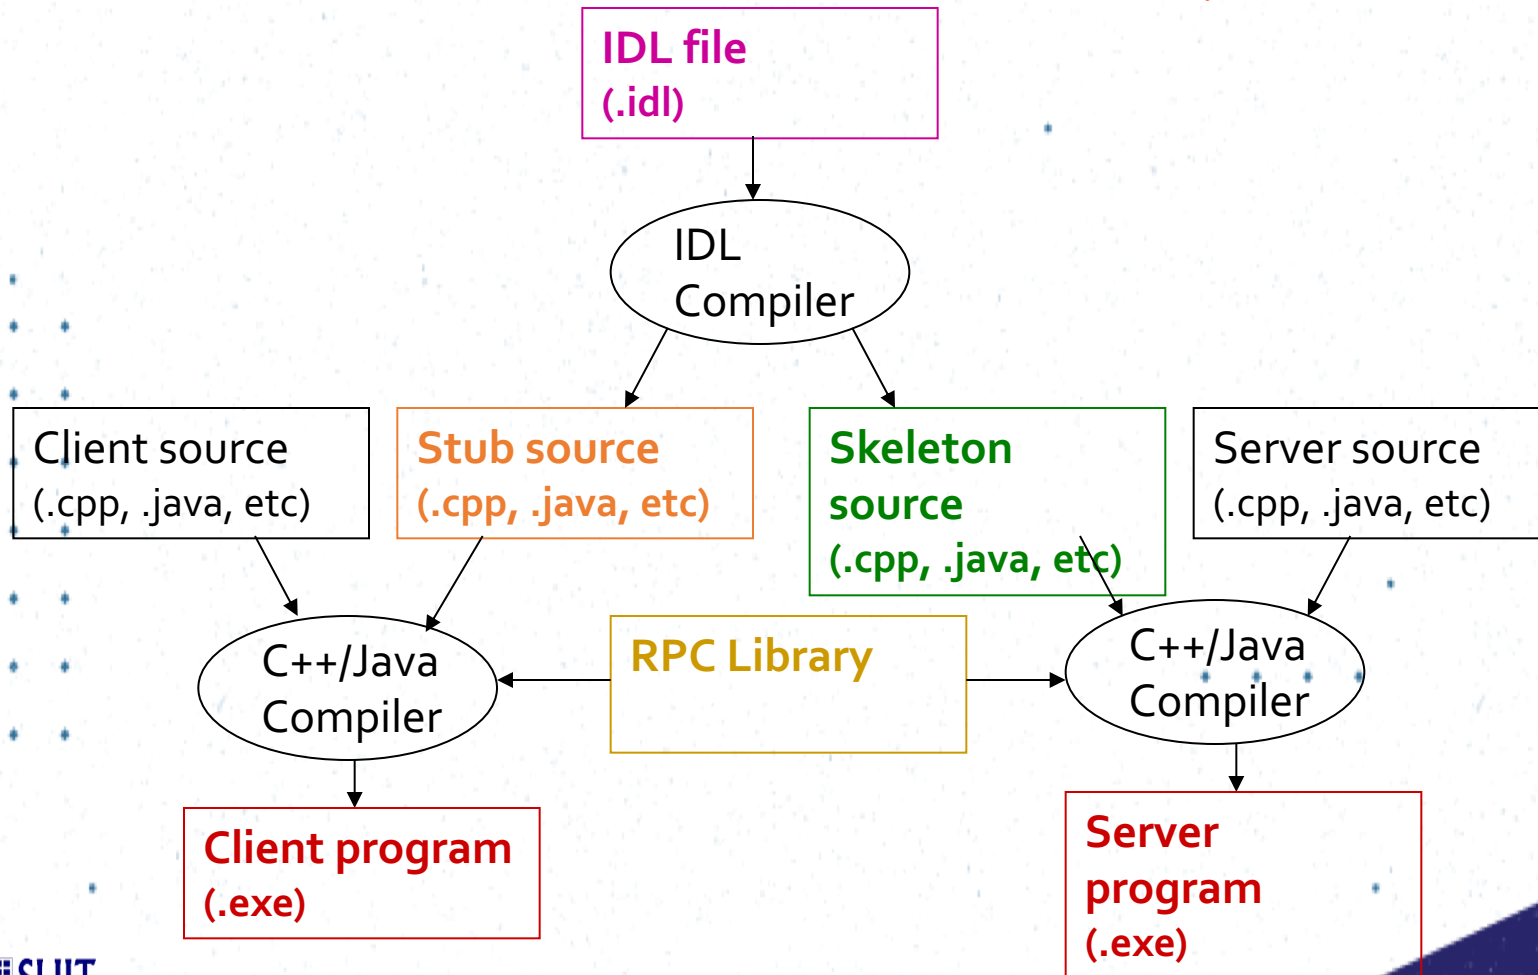 IDL file
(.idl)
IDL
Compiler
Client source
(.cpp, .java, etc)
Stub source
(.cpp, .java, etc)
Skeleton
source
(.cpp, .java, etc)
Server source
(.cpp, .java, etc)
C++/Java
Compiler
RPC Library
C++/Java
Compiler
Client program
(.exe)
Server
program
(.exe)
SLIIT